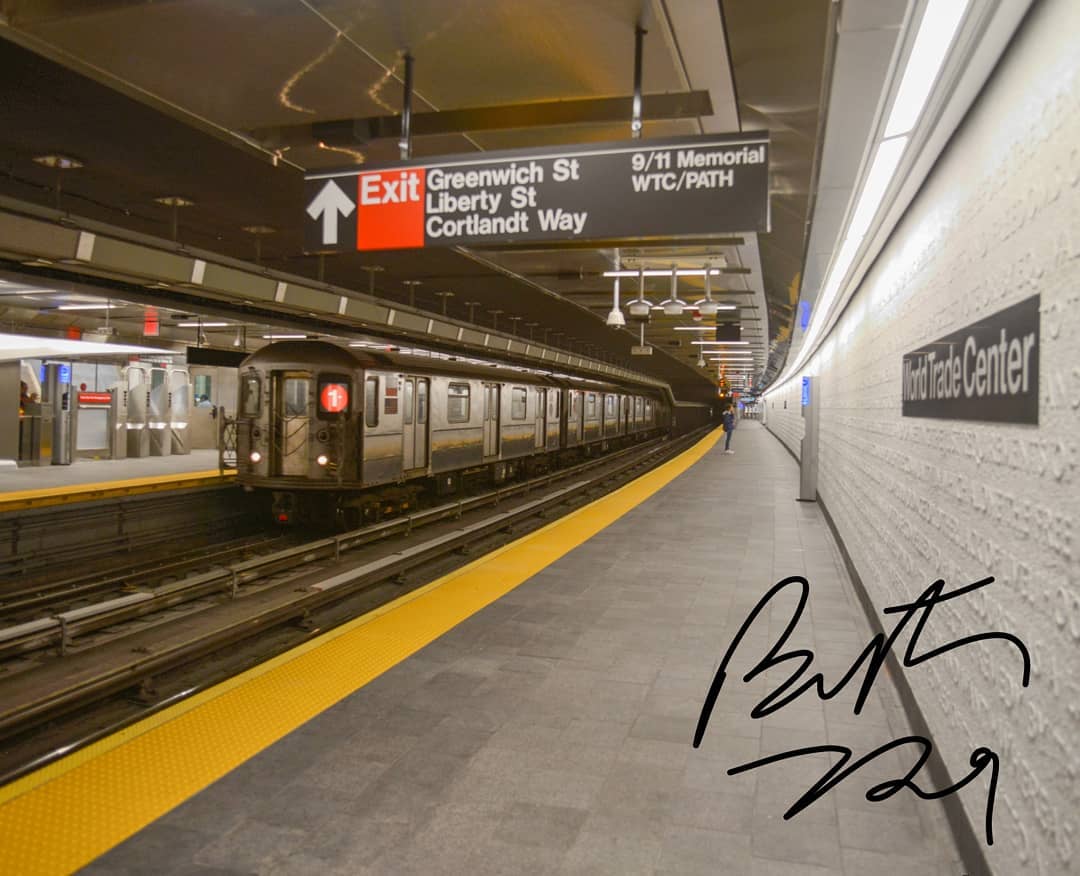 Exit
Greenwich St
Liberty St
Cortlandt Way
9/11 Memorial
WTC/PATH
1
World Trade Center